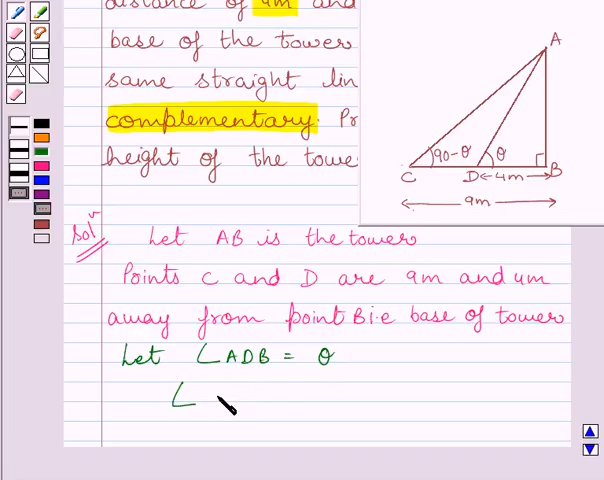 distance of 4m and
base of the tower
same straight lin
complementary. Pr
height of the towe
A
90-θ
θ
C
D
4m
B
9m
Sol
Let AB is the tower
Points C and D are 9m and 4m
away from point B i.e base of tower
Let ∠ADB = θ
∠